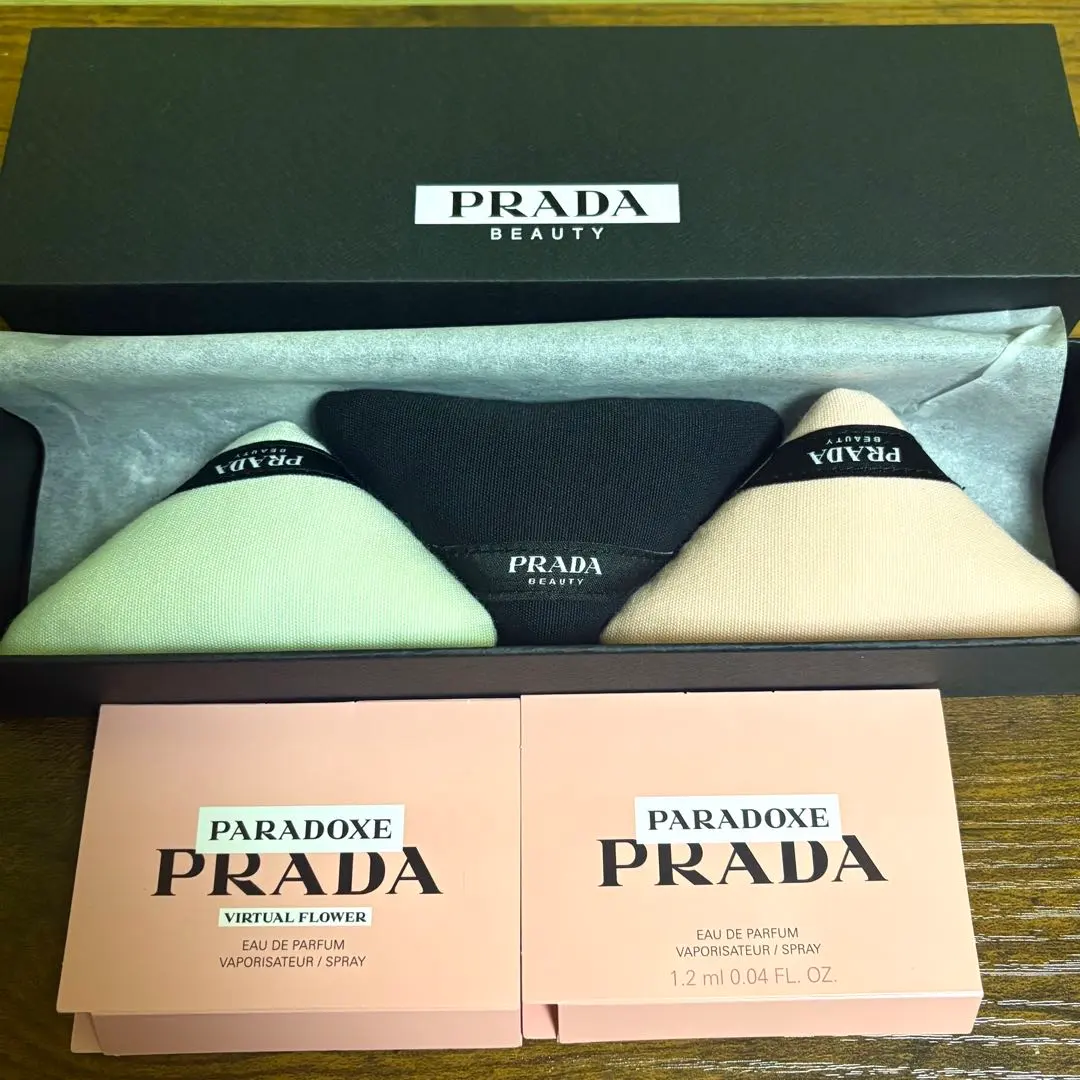 PRADA
BEAUTY
PRADA
BEAUTY
PRADA
BEAUTY
PRADA
BEAUTY
PARADOXE
PRADA
VIRTUAL FLOWER
EAU DE PARFUM
VAPORISATEUR / SPRAY
PARADOXE
PRADA
EAU DE PARFUM
VAPORISATEUR / SPRAY
1.2 ml 0.04 FL. OZ.